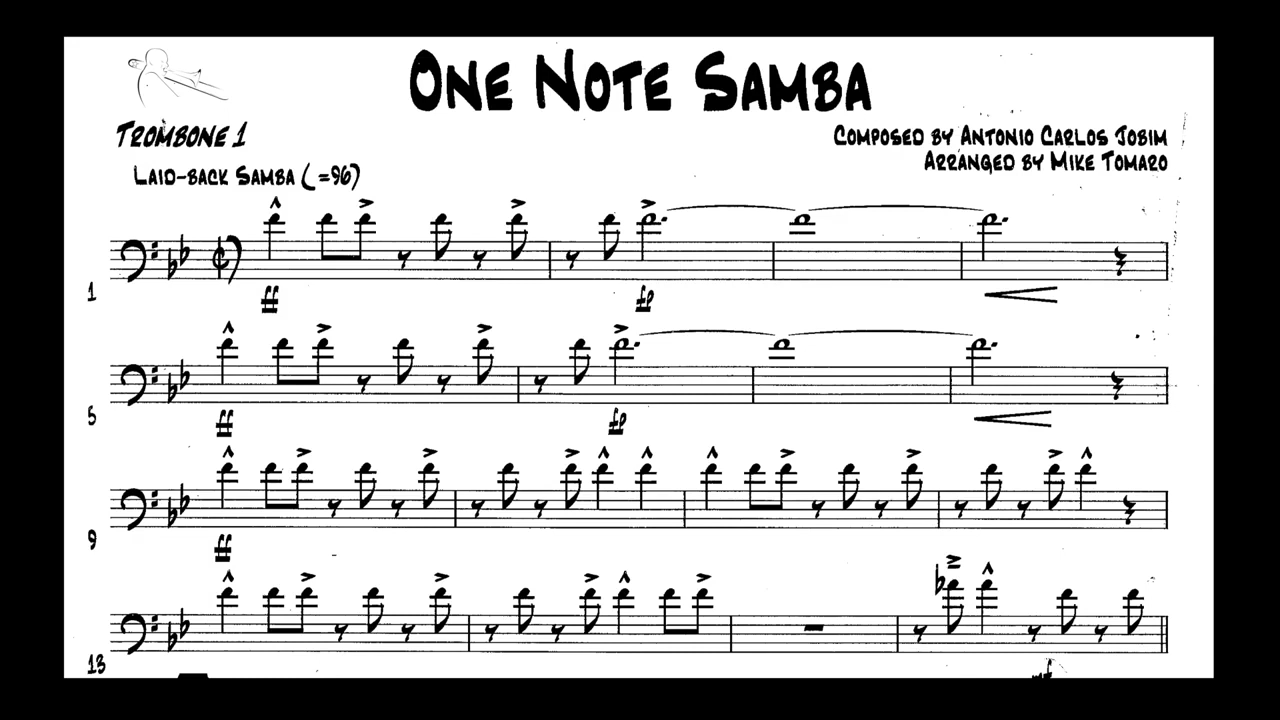 ONE NOTE SAMBA
TROMBONE 1
COMPOSED BY ANTONIO CARLOS JOBIM
ARRANGED BY MIKE TOMARO
LAID-BACK SAMBA ( =96)
1
ff
fp
5
ff
fp
9
ff
13
mf